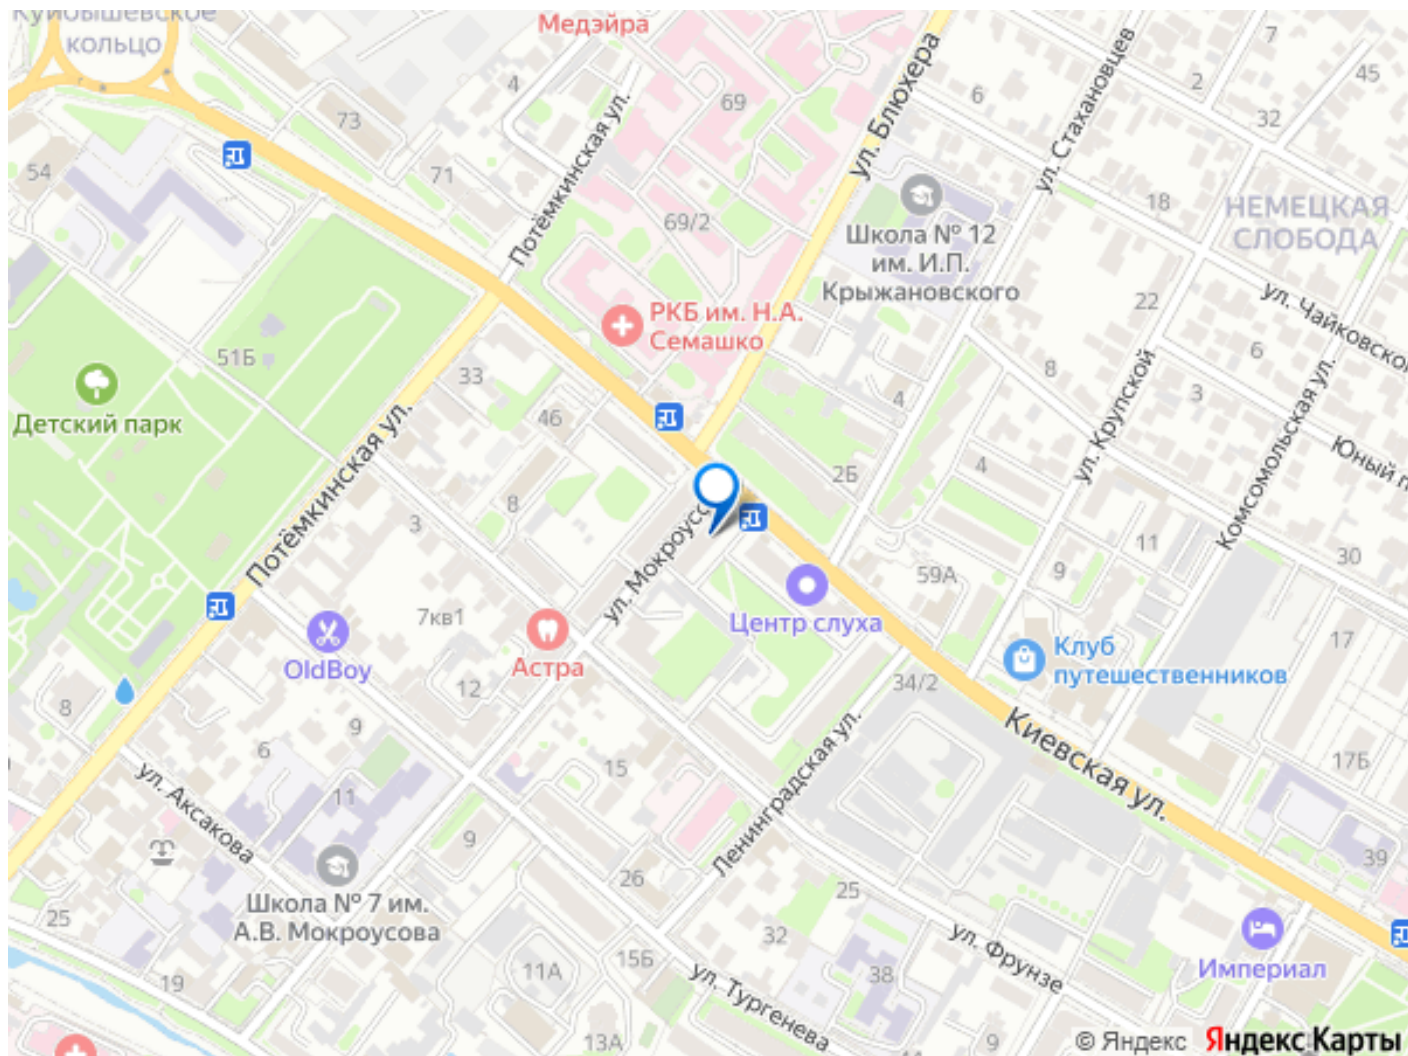 Куйбышевское
кольцо
Медэйра
4
73
69
ул. Блюхера
6
ул. Стахановцев
7
2
45
32
54
71
Потёмкинская ул.
69/2
Школа № 12
им. И.П.
Крыжановского
18
НЕМЕЦКАЯ
СЛОБОДА
РКБ им. Н.А.
Семашко
22
ул. Чайковско
51Б
Детский парк
33
46
4
8
6
3
ул. Крупской
Комсомольская ул.
Юный п
Потёмкинская ул.
8
3
2Б
4
ул. Мокроус
11
9
30
59А
Центр слуха
7кв1
OldBoy
Астра
12
Клуб
путешественников
17
34/2
8
9
6
Киевская ул.
17Б
ул. Аксакова
11
15
Ленинградская ул.
9
39
Школа № 7 им.
А.В. Мокроусова
26
25
25
32
ул. Фрунзе
Империал
19
11А
15Б
38
ул. Тургенева
13А
44
9
© Яндекс Яндекс Карты